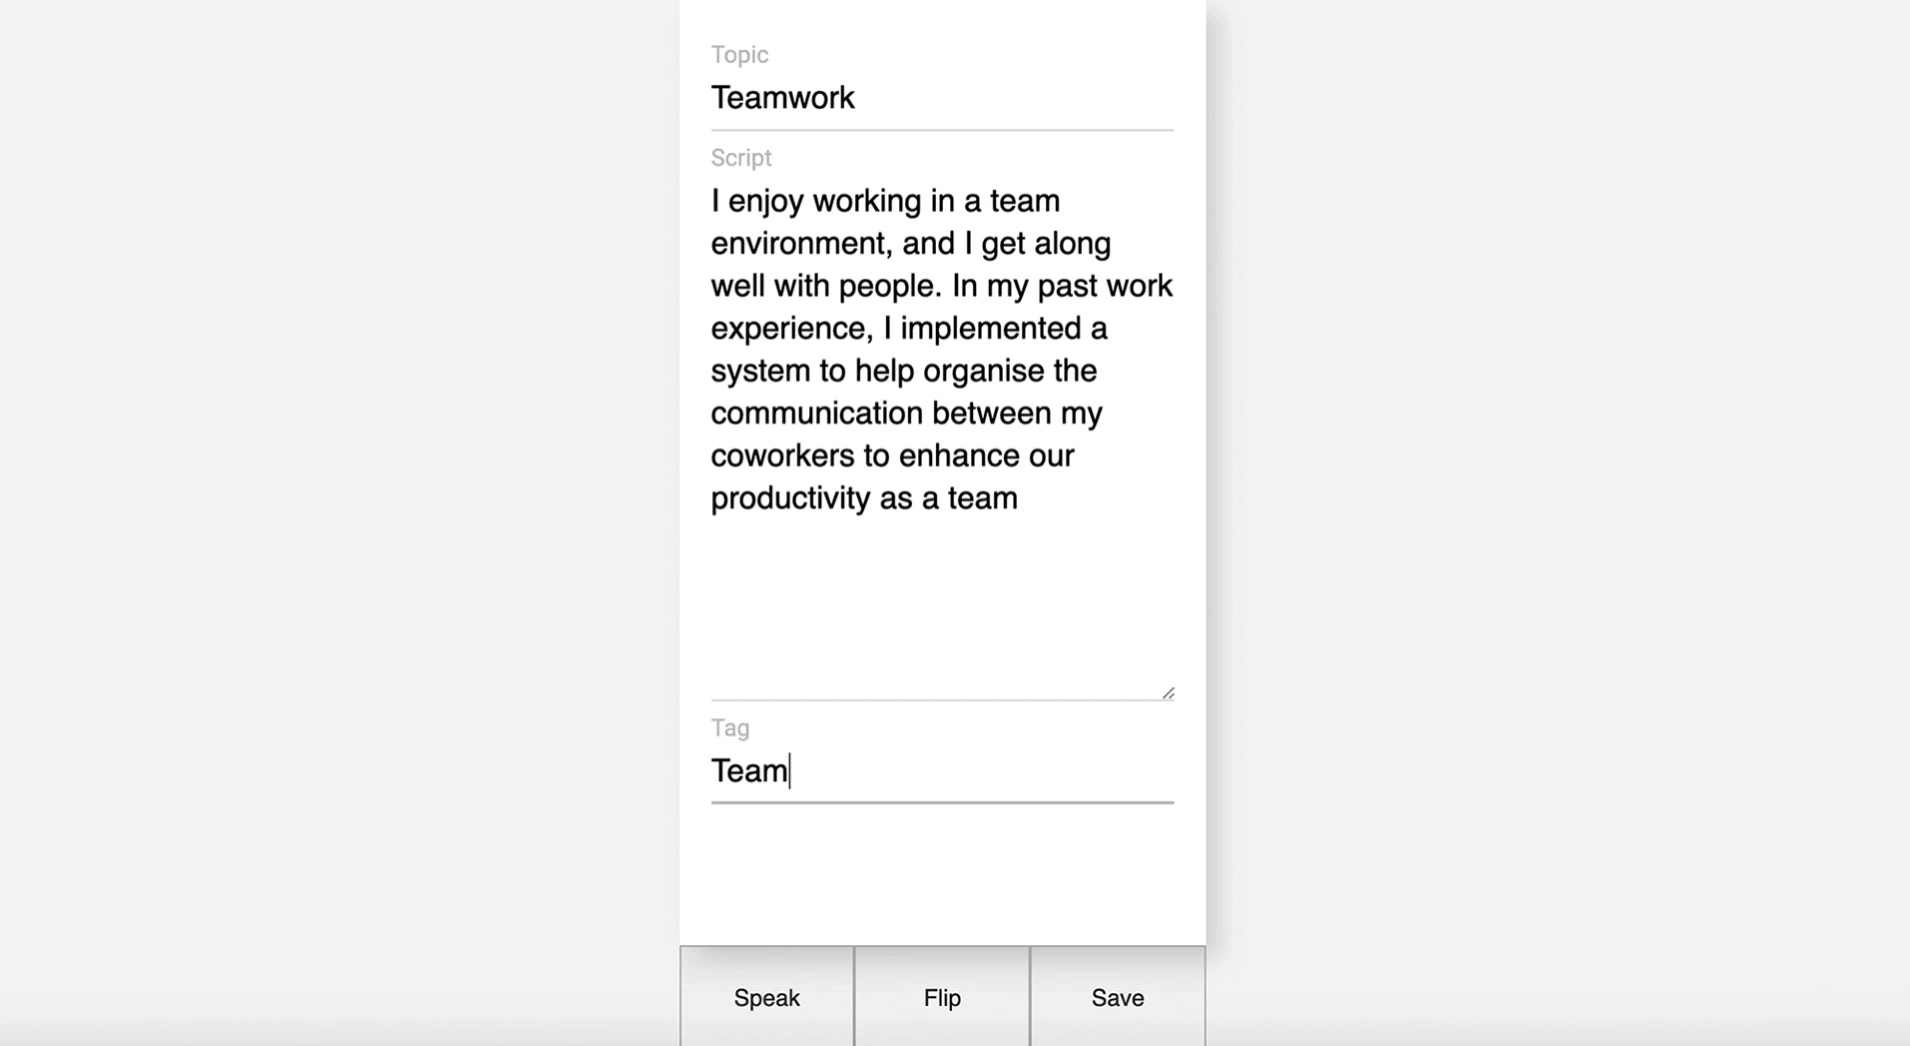 Topic
Teamwork
Script
I enjoy working in a team
environment, and I get along
well with people. In my past work
experience, I implemented a
system to help organise the
communication between my
coworkers to enhance our
productivity as a team
Tag
Team
Speak
Flip
Save